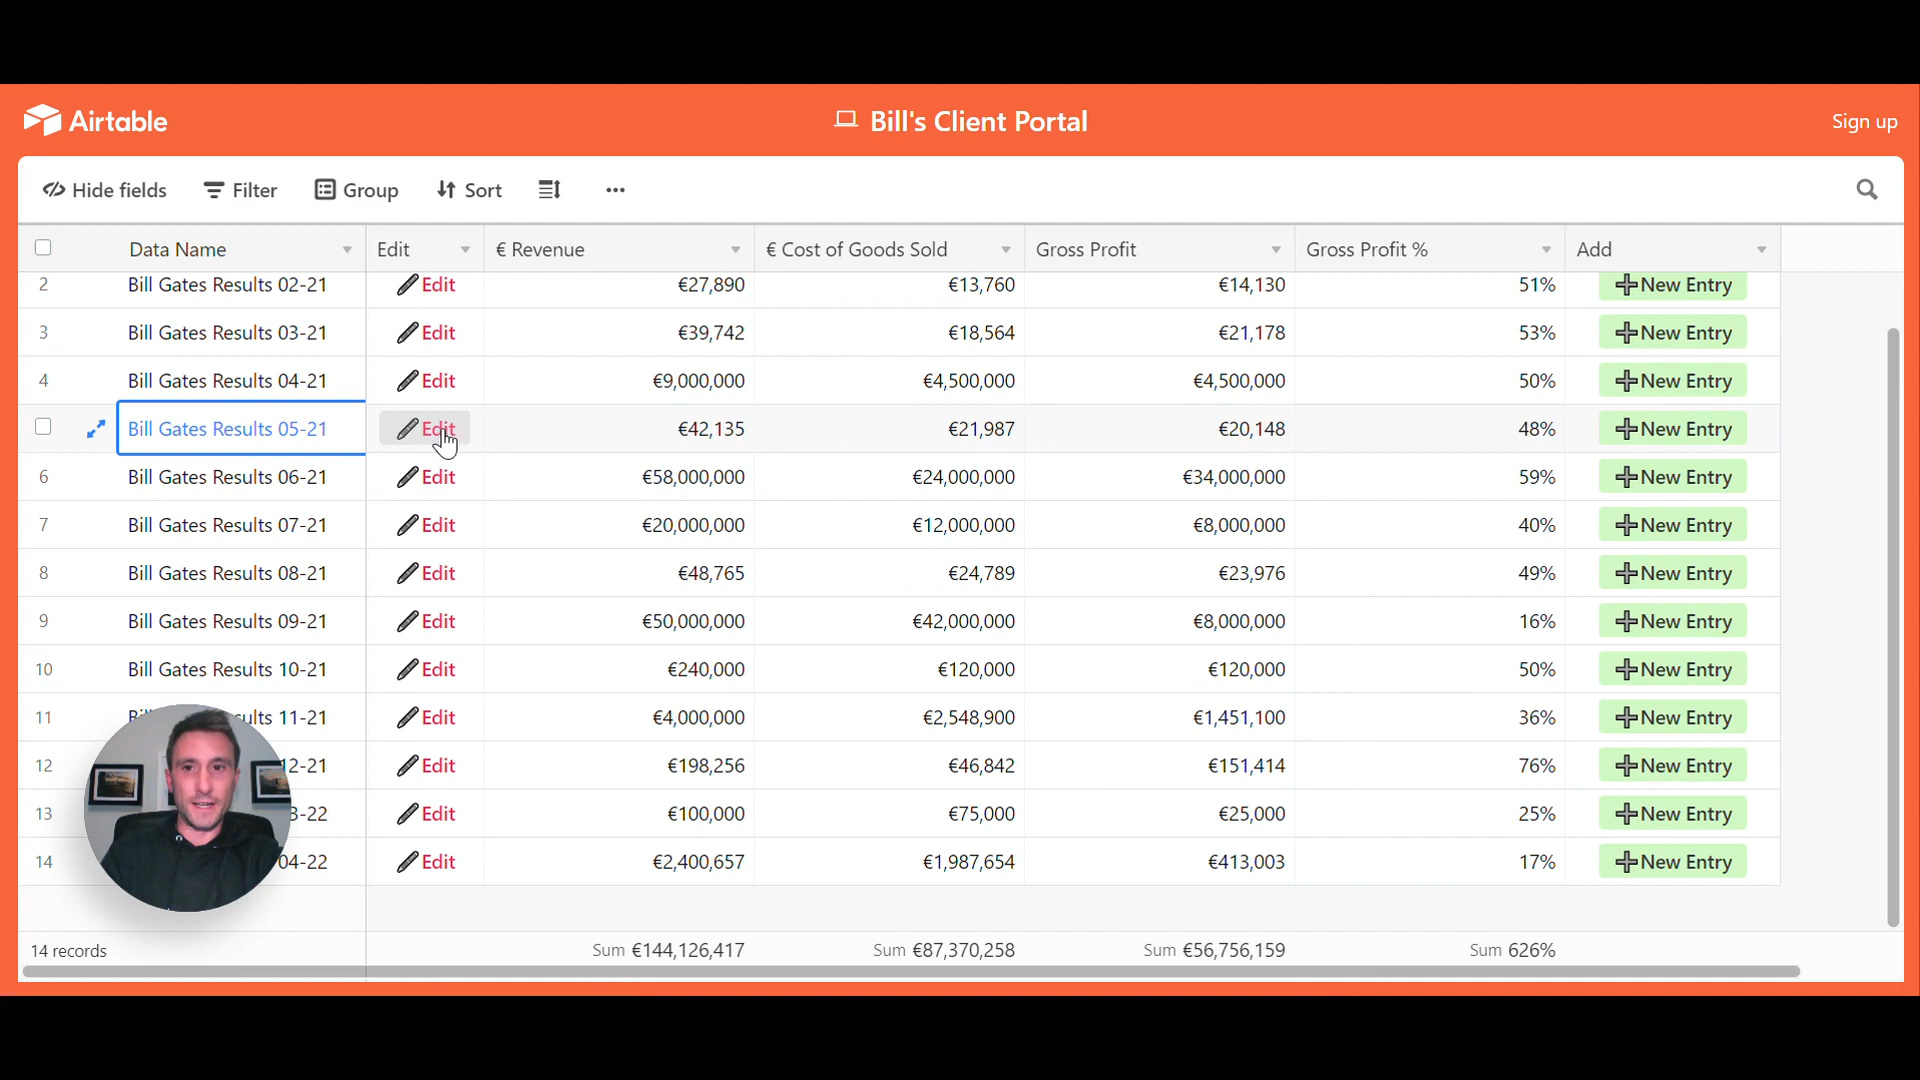 Airtable
Bill's Client Portal
Sign up
Hide fields Filter Group Sort ...
Data Name Edit € Revenue € Cost of Goods Sold Gross Profit Gross Profit % Add
2 Bill Gates Results 02-21 Edit €27,890 €13,760 €14,130 51% New Entry
3 Bill Gates Results 03-21 Edit €39,742 €18,564 €21,178 53% New Entry
4 Bill Gates Results 04-21 Edit €9,000,000 €4,500,000 €4,500,000 50% New Entry
Bill Gates Results 05-21 Edit €42,135 €21,987 €20,148 48% New Entry
6 Bill Gates Results 06-21 Edit €58,000,000 €24,000,000 €34,000,000 59% New Entry
7 Bill Gates Results 07-21 Edit €20,000,000 €12,000,000 €8,000,000 40% New Entry
8 Bill Gates Results 08-21 Edit €48,765 €24,789 €23,976 49% New Entry
9 Bill Gates Results 09-21 Edit €50,000,000 €42,000,000 €8,000,000 16% New Entry
10 Bill Gates Results 10-21 Edit €240,000 €120,000 €120,000 50% New Entry
11 11-21 Edit €4,000,000 €2,548,900 €1,451,100 36% New Entry
12 12-21 Edit €198,256 €46,842 €151,414 76% New Entry
13 3-22 Edit €100,000 €75,000 €25,000 25% New Entry
14 04-22 Edit €2,400,657 €1,987,654 €413,003 17% New Entry
14 records Sum €144,126,417 Sum €87,370,258 Sum €56,756,159 Sum 626%